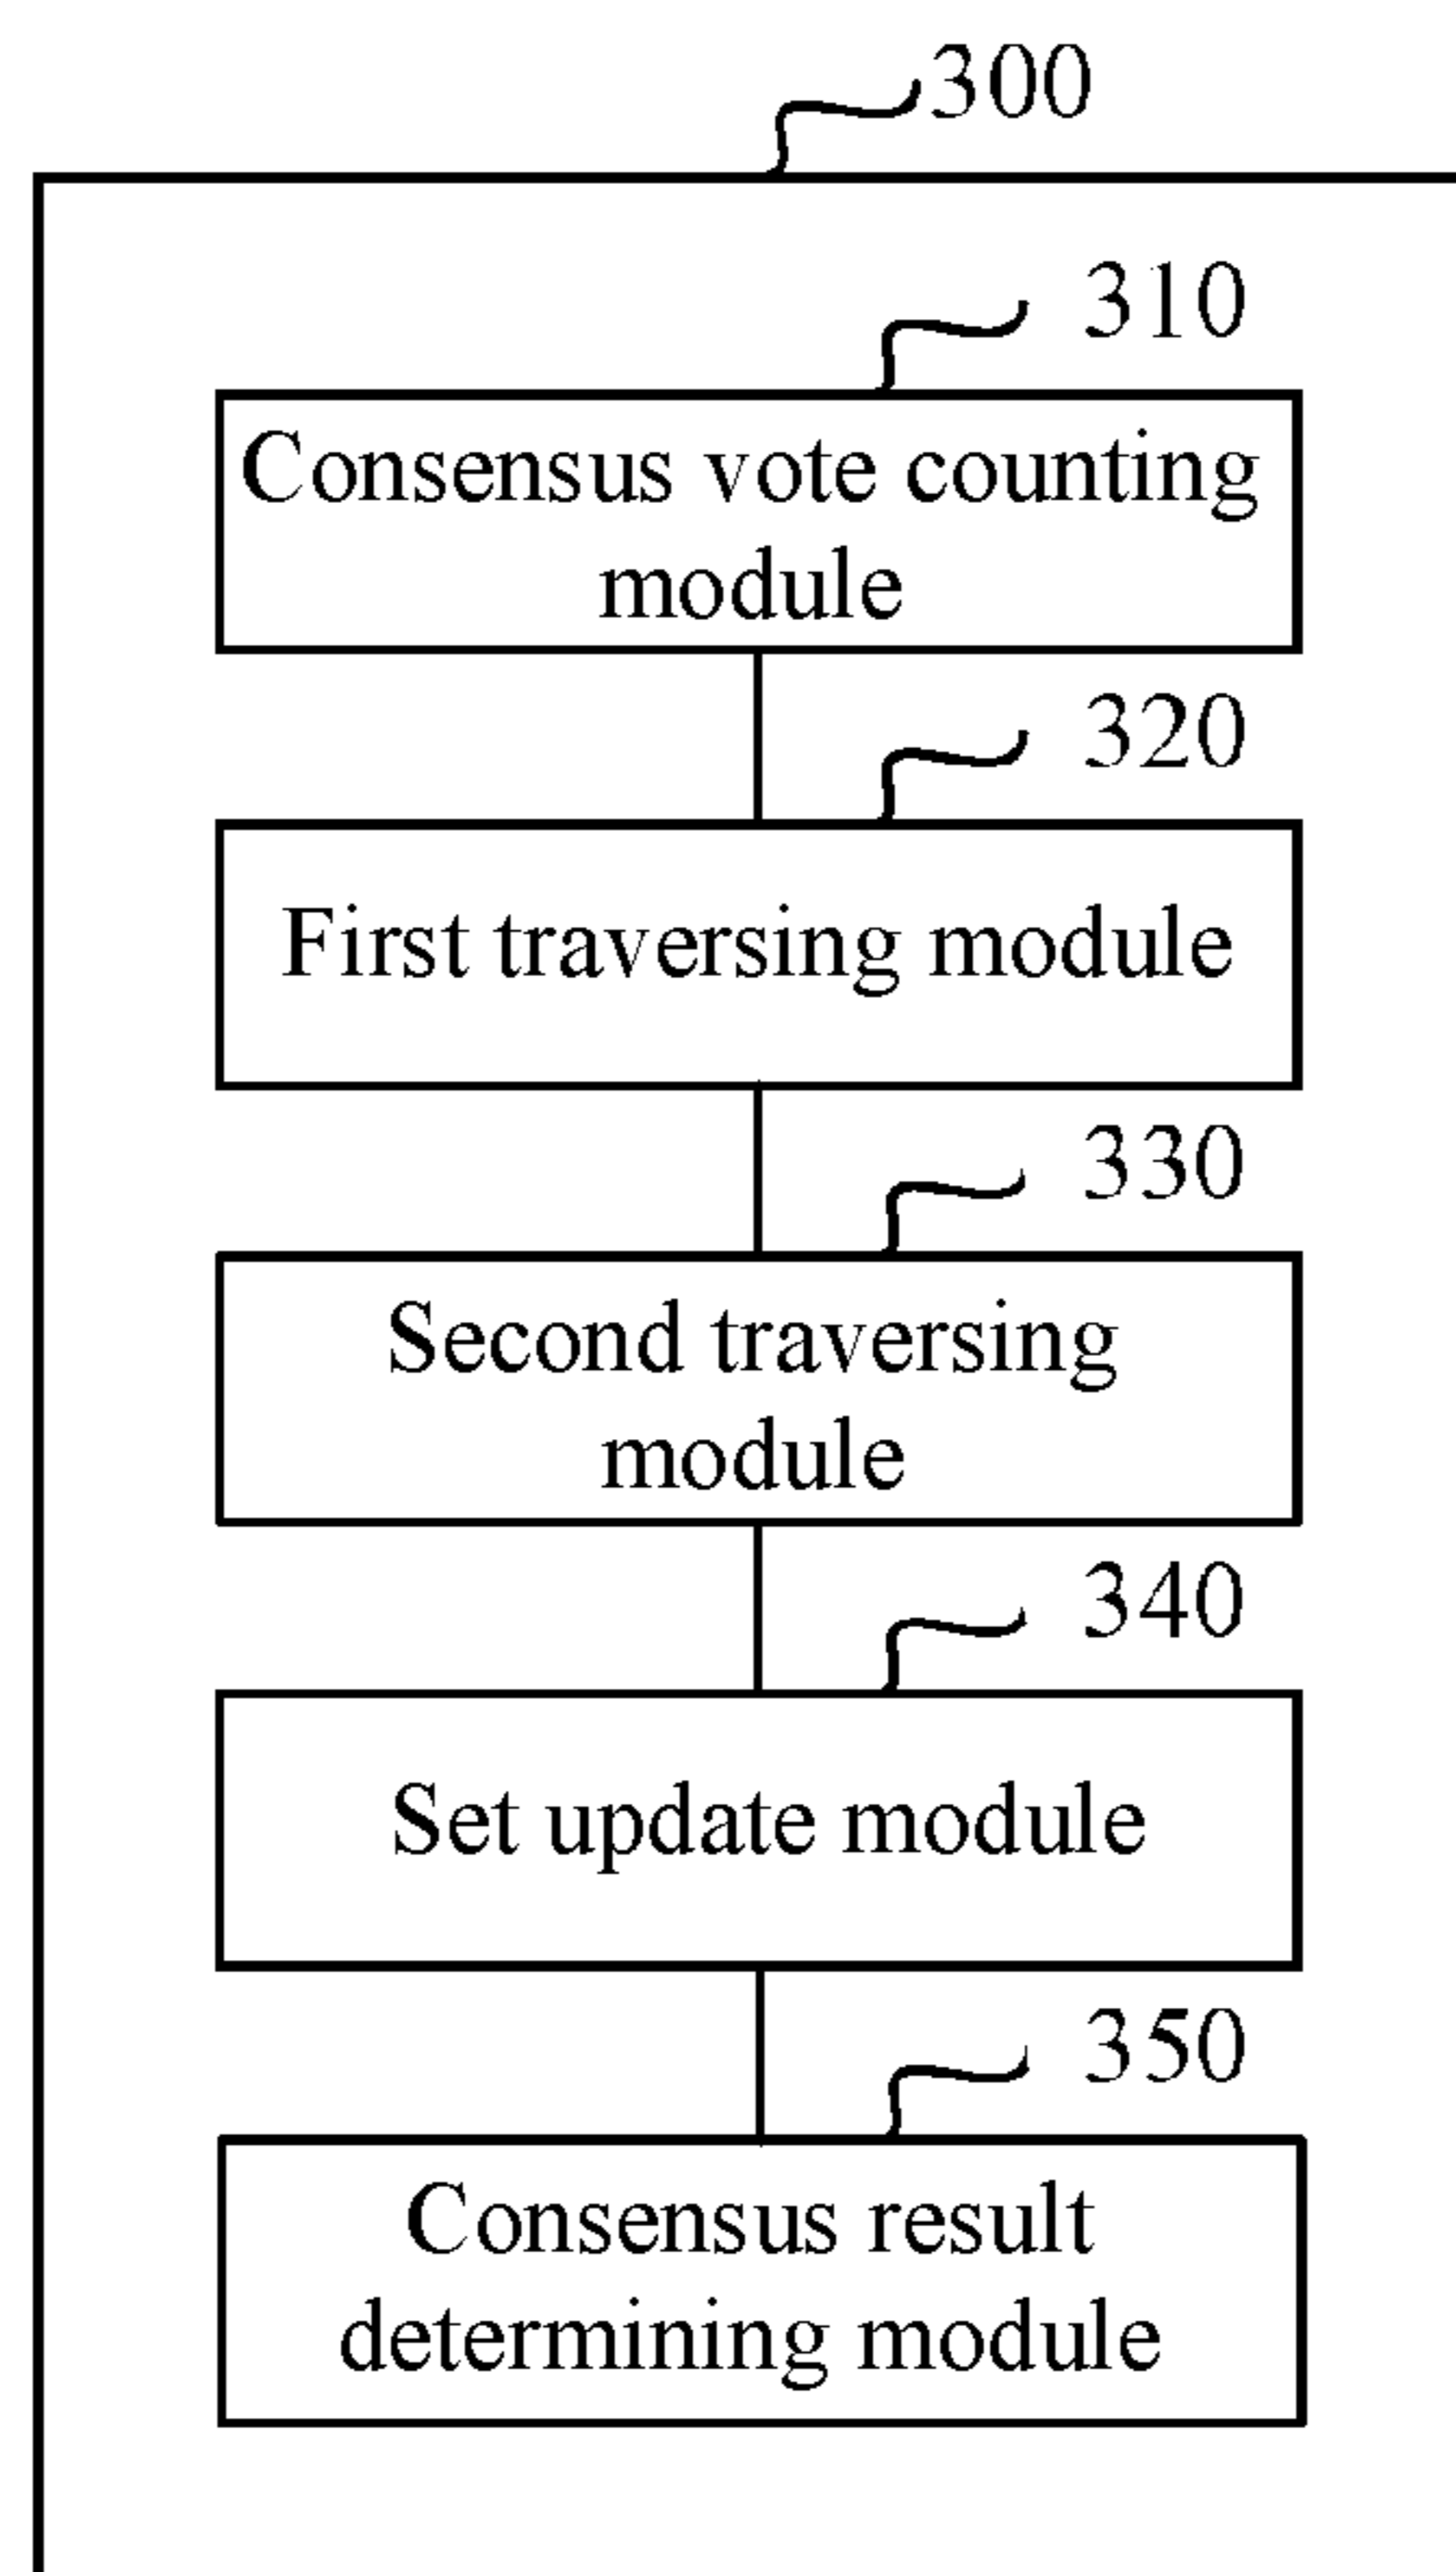 300
310
Consensus vote counting
module
320
First traversing module
330
Second traversing
module
340
Set update module
350
Consensus result
determining module